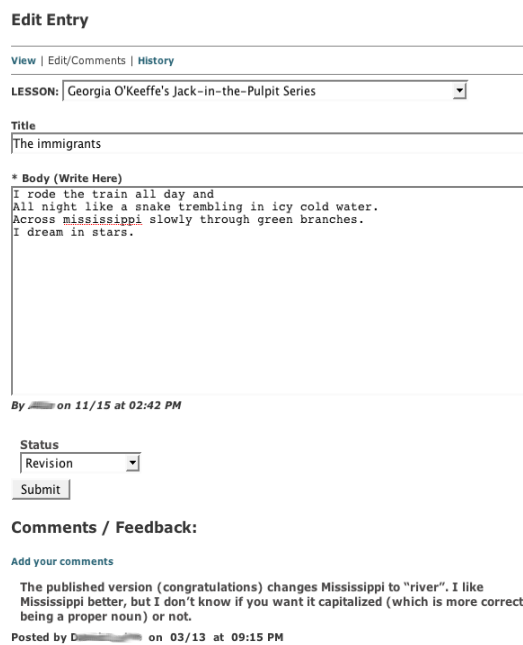 Edit Entry
View | Edit/Comments | History
LESSON: Georgia O'Keeffe's Jack-in-the-Pulpit Series
Title
The immigrants
* Body (Write Here)
I rode the train all day and
All night like a snake trembling in icy cold water.
Across mississippi slowly through green branches.
I dream in stars.
By on 11/15 at 02:42 PM
Status
Revision
Submit
Comments / Feedback:
Add your comments
The published version (congratulations) changes Mississippi to “river”. I like
Mississippi better, but I don’t know if you want it capitalized (which is more correct
being a proper noun) or not.
Posted by on 03/13 at 09:15 PM